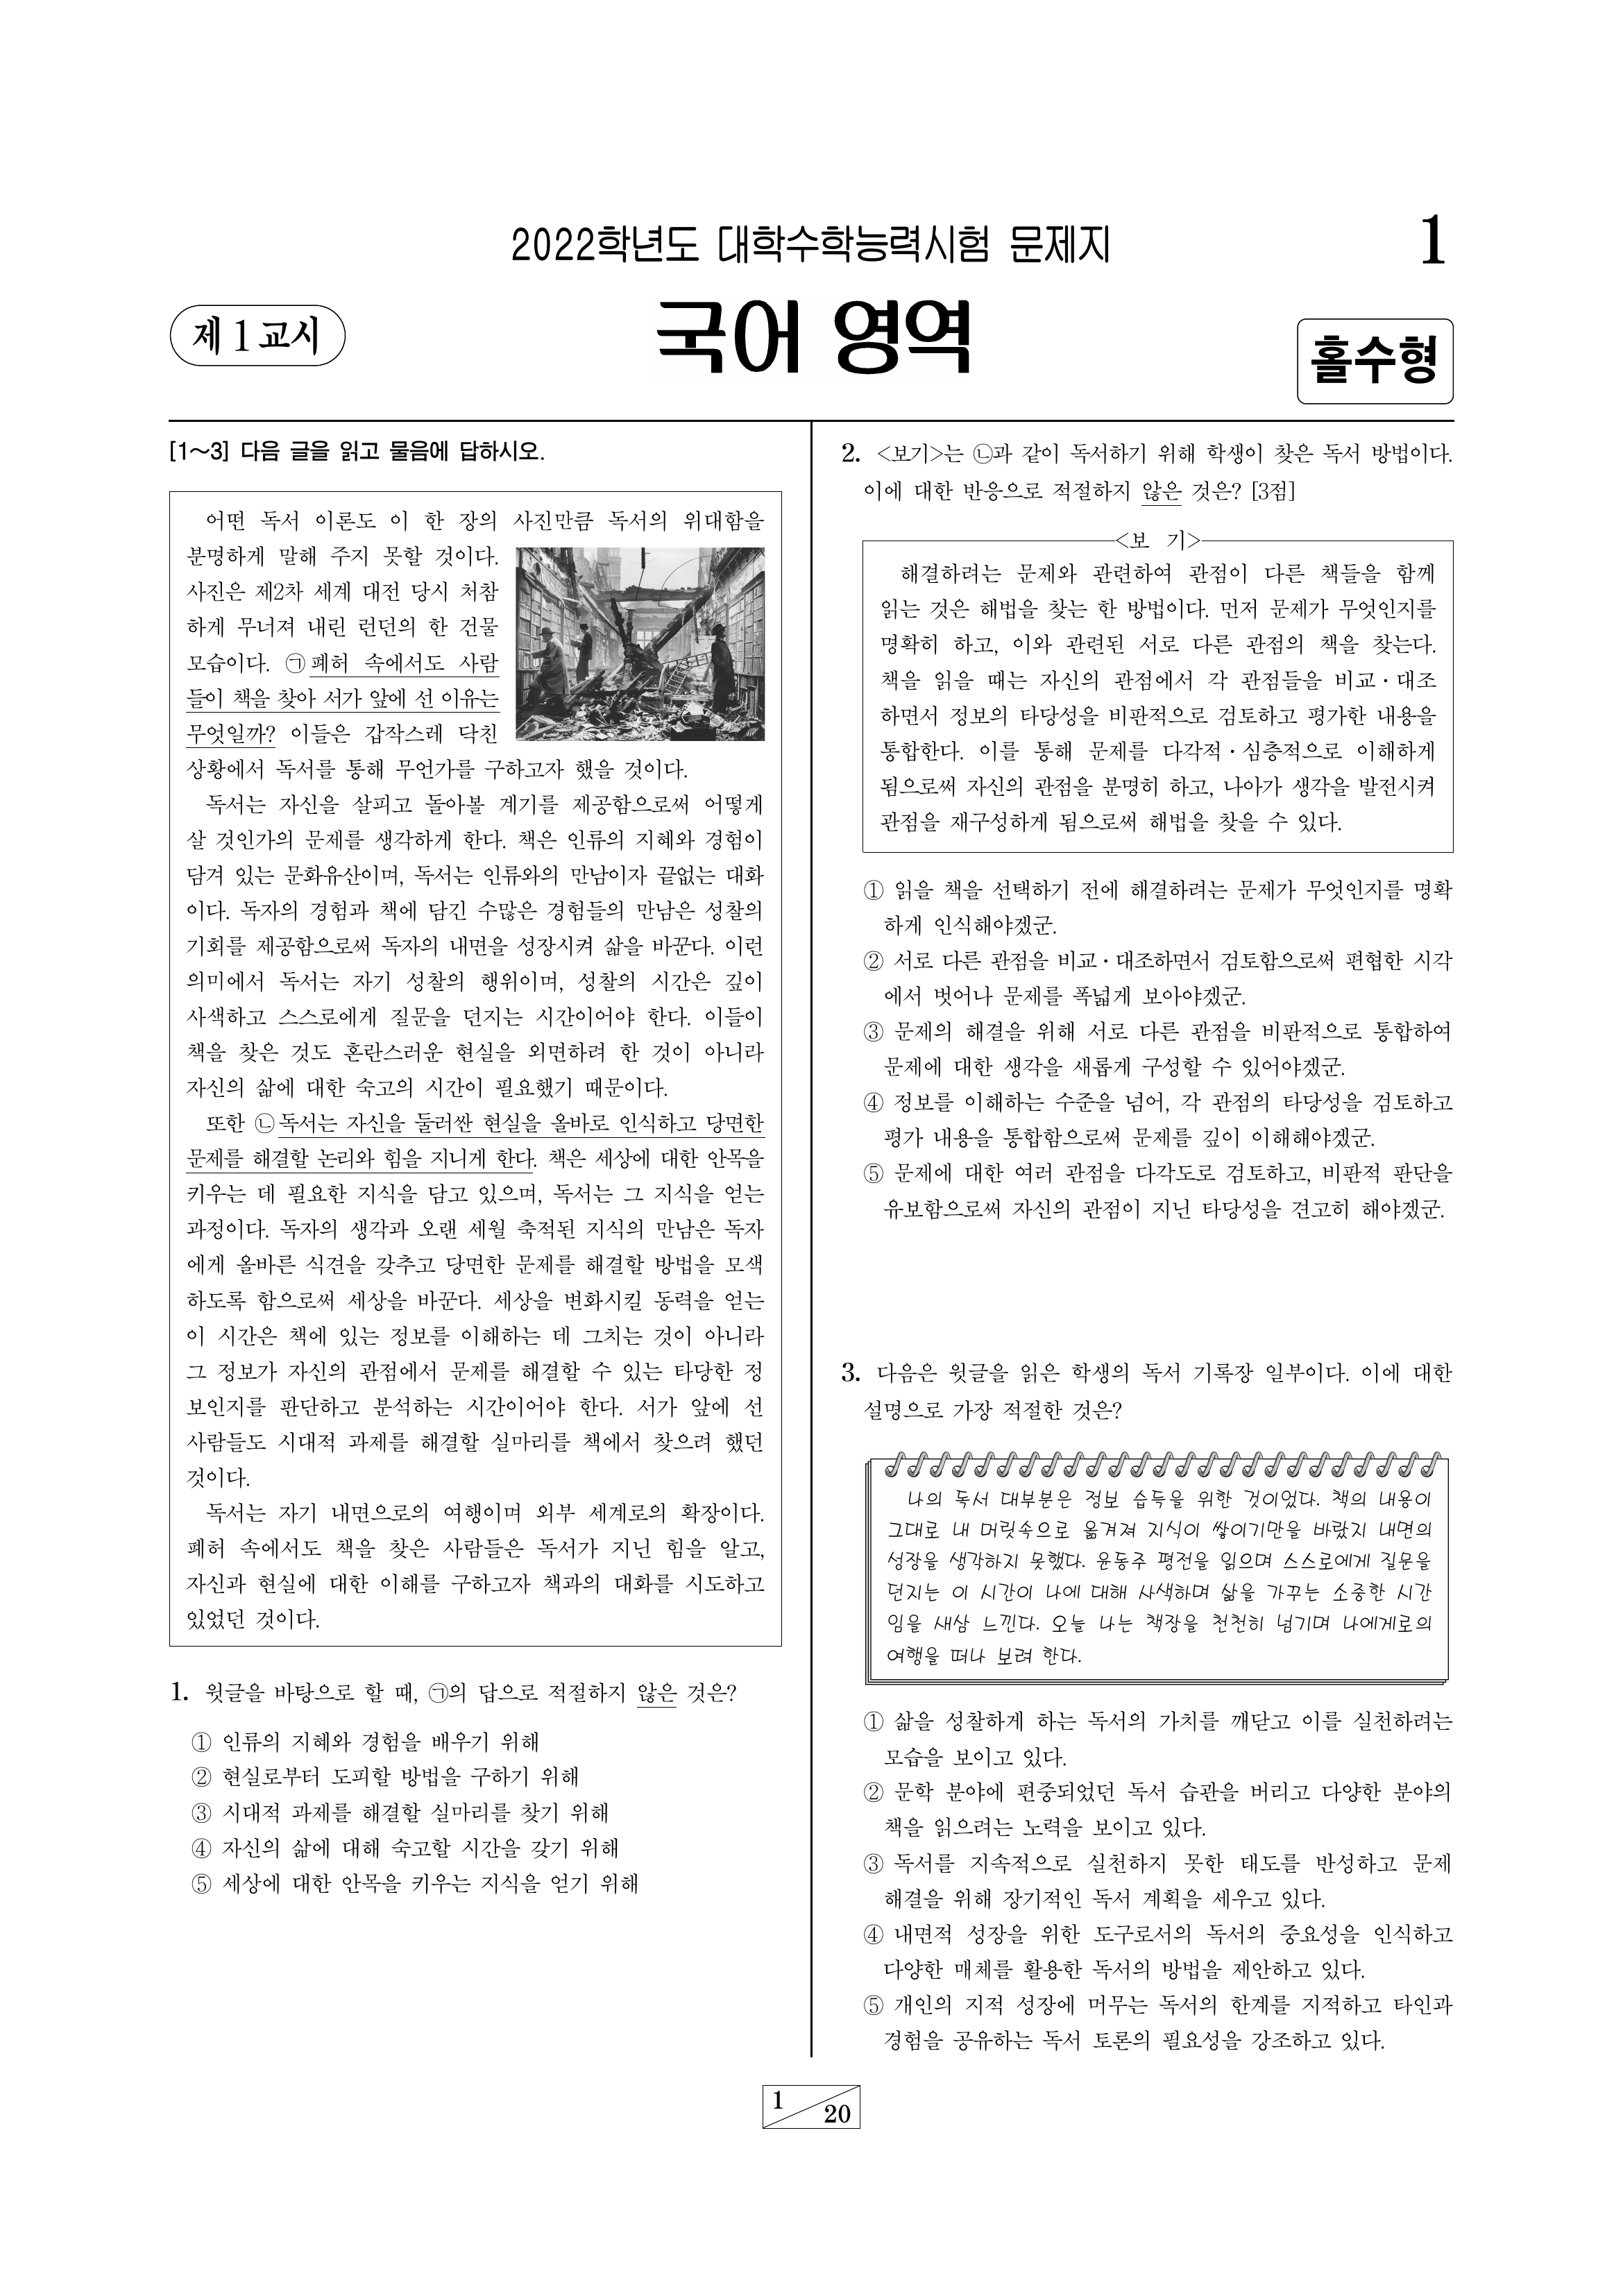 2022학년도 대학수학능력시험 문제지
1
제 1 교시
국어 영역
홀수형
[1~3] 다음 글을 읽고 물음에 답하시오.
어떤 독서 이론도 이 한 장의 사진만큼 독서의 위대함을
분명하게 말해 주지 못할 것이다.
사진은 제2차 세계 대전 당시 처참
하게 무너져 내린 런던의 한 건물
모습이다. ㉠폐허 속에서도 사람
들이 책을 찾아 서가 앞에 선 이유는
무엇일까? 이들은 갑작스레 닥친
상황에서 독서를 통해 무언가를 구하고자 했을 것이다.
독서는 자신을 살피고 돌아볼 계기를 제공함으로써 어떻게
살 것인가의 문제를 생각하게 한다. 책은 인류의 지혜와 경험이
담겨 있는 문화유산이며, 독서는 인류와의 만남이자 끝없는 대화
이다. 독자의 경험과 책에 담긴 수많은 경험들의 만남은 성찰의
기회를 제공함으로써 독자의 내면을 성장시켜 삶을 바꾼다. 이런
의미에서 독서는 자기 성찰의 행위이며, 성찰의 시간은 깊이
사색하고 스스로에게 질문을 던지는 시간이어야 한다. 이들이
책을 찾은 것도 혼란스러운 현실을 외면하려 한 것이 아니라
자신의 삶에 대한 숙고의 시간이 필요했기 때문이다.
또한 ㉡독서는 자신을 둘러싼 현실을 올바로 인식하고 당면한
문제를 해결할 논리와 힘을 지니게 한다. 책은 세상에 대한 안목을
키우는 데 필요한 지식을 담고 있으며, 독서는 그 지식을 얻는
과정이다. 독자의 생각과 오랜 세월 축적된 지식의 만남은 독자
에게 올바른 식견을 갖추고 당면한 문제를 해결할 방법을 모색
하도록 함으로써 세상을 바꾼다. 세상을 변화시킬 동력을 얻는
이 시간은 책에 있는 정보를 이해하는 데 그치는 것이 아니라
그 정보가 자신의 관점에서 문제를 해결할 수 있는 타당한 정
보인지를 판단하고 분석하는 시간이어야 한다. 서가 앞에 선
사람들도 시대적 과제를 해결할 실마리를 책에서 찾으려 했던
것이다.
독서는 자기 내면으로의 여행이며 외부 세계로의 확장이다.
폐허 속에서도 책을 찾은 사람들은 독서가 지닌 힘을 알고,
자신과 현실에 대한 이해를 구하고자 책과의 대화를 시도하고
있었던 것이다.
1. 윗글을 바탕으로 할 때, ㉠의 답으로 적절하지 않은 것은?
① 인류의 지혜와 경험을 배우기 위해
② 현실로부터 도피할 방법을 구하기 위해
③ 시대적 과제를 해결할 실마리를 찾기 위해
④ 자신의 삶에 대해 숙고할 시간을 갖기 위해
⑤ 세상에 대한 안목을 키우는 지식을 얻기 위해
2. <보기>는 ㉡과 같이 독서하기 위해 학생이 찾은 독서 방법이다.
이에 대한 반응으로 적절하지 않은 것은? [3점]
<보 기>
해결하려는 문제와 관련하여 관점이 다른 책들을 함께
읽는 것은 해법을 찾는 한 방법이다. 먼저 문제가 무엇인지를
명확히 하고, 이와 관련된 서로 다른 관점의 책을 찾는다.
책을 읽을 때는 자신의 관점에서 각 관점들을 비교·대조
하면서 정보의 타당성을 비판적으로 검토하고 평가한 내용을
통합한다. 이를 통해 문제를 다각적·심층적으로 이해하게
됨으로써 자신의 관점을 분명히 하고, 나아가 생각을 발전시켜
관점을 재구성하게 됨으로써 해법을 찾을 수 있다.
① 읽을 책을 선택하기 전에 해결하려는 문제가 무엇인지를 명확
하게 인식해야겠군.
② 서로 다른 관점을 비교·대조하면서 검토함으로써 편협한 시각
에서 벗어나 문제를 폭넓게 보아야겠군.
③ 문제의 해결을 위해 서로 다른 관점을 비판적으로 통합하여
문제에 대한 생각을 새롭게 구성할 수 있어야겠군.
④ 정보를 이해하는 수준을 넘어, 각 관점의 타당성을 검토하고
평가 내용을 통합함으로써 문제를 깊이 이해해야겠군.
⑤ 문제에 대한 여러 관점을 다각도로 검토하고, 비판적 판단을
유보함으로써 자신의 관점이 지닌 타당성을 견고히 해야겠군.
3. 다음은 윗글을 읽은 학생의 독서 기록장 일부이다. 이에 대한
설명으로 가장 적절한 것은?
나의 독서 대부분은 정보 습득을 위한 것이었다. 책의 내용이
그대로 내 머릿속으로 옮겨져 지식이 쌓이기만을 바랐지 내면의
성장을 생각하지 못했다. 윤동주 평전을 읽으며 스스로에게 질문을
던지는 이 시간이 나에 대해 사색하며 삶을 가꾸는 소중한 시간
임을 새삼 느낀다. 오늘 나는 책장을 천천히 넘기며 나에게로의
여행을 떠나 보려 한다.
① 삶을 성찰하게 하는 독서의 가치를 깨닫고 이를 실천하려는
모습을 보이고 있다.
② 문학 분야에 편중되었던 독서 습관을 버리고 다양한 분야의
책을 읽으려는 노력을 보이고 있다.
③ 독서를 지속적으로 실천하지 못한 태도를 반성하고 문제
해결을 위해 장기적인 독서 계획을 세우고 있다.
④ 내면적 성장을 위한 도구로서의 독서의 중요성을 인식하고
다양한 매체를 활용한 독서의 방법을 제안하고 있다.
⑤ 개인의 지적 성장에 머무는 독서의 한계를 지적하고 타인과
경험을 공유하는 독서 토론의 필요성을 강조하고 있다.
1
20